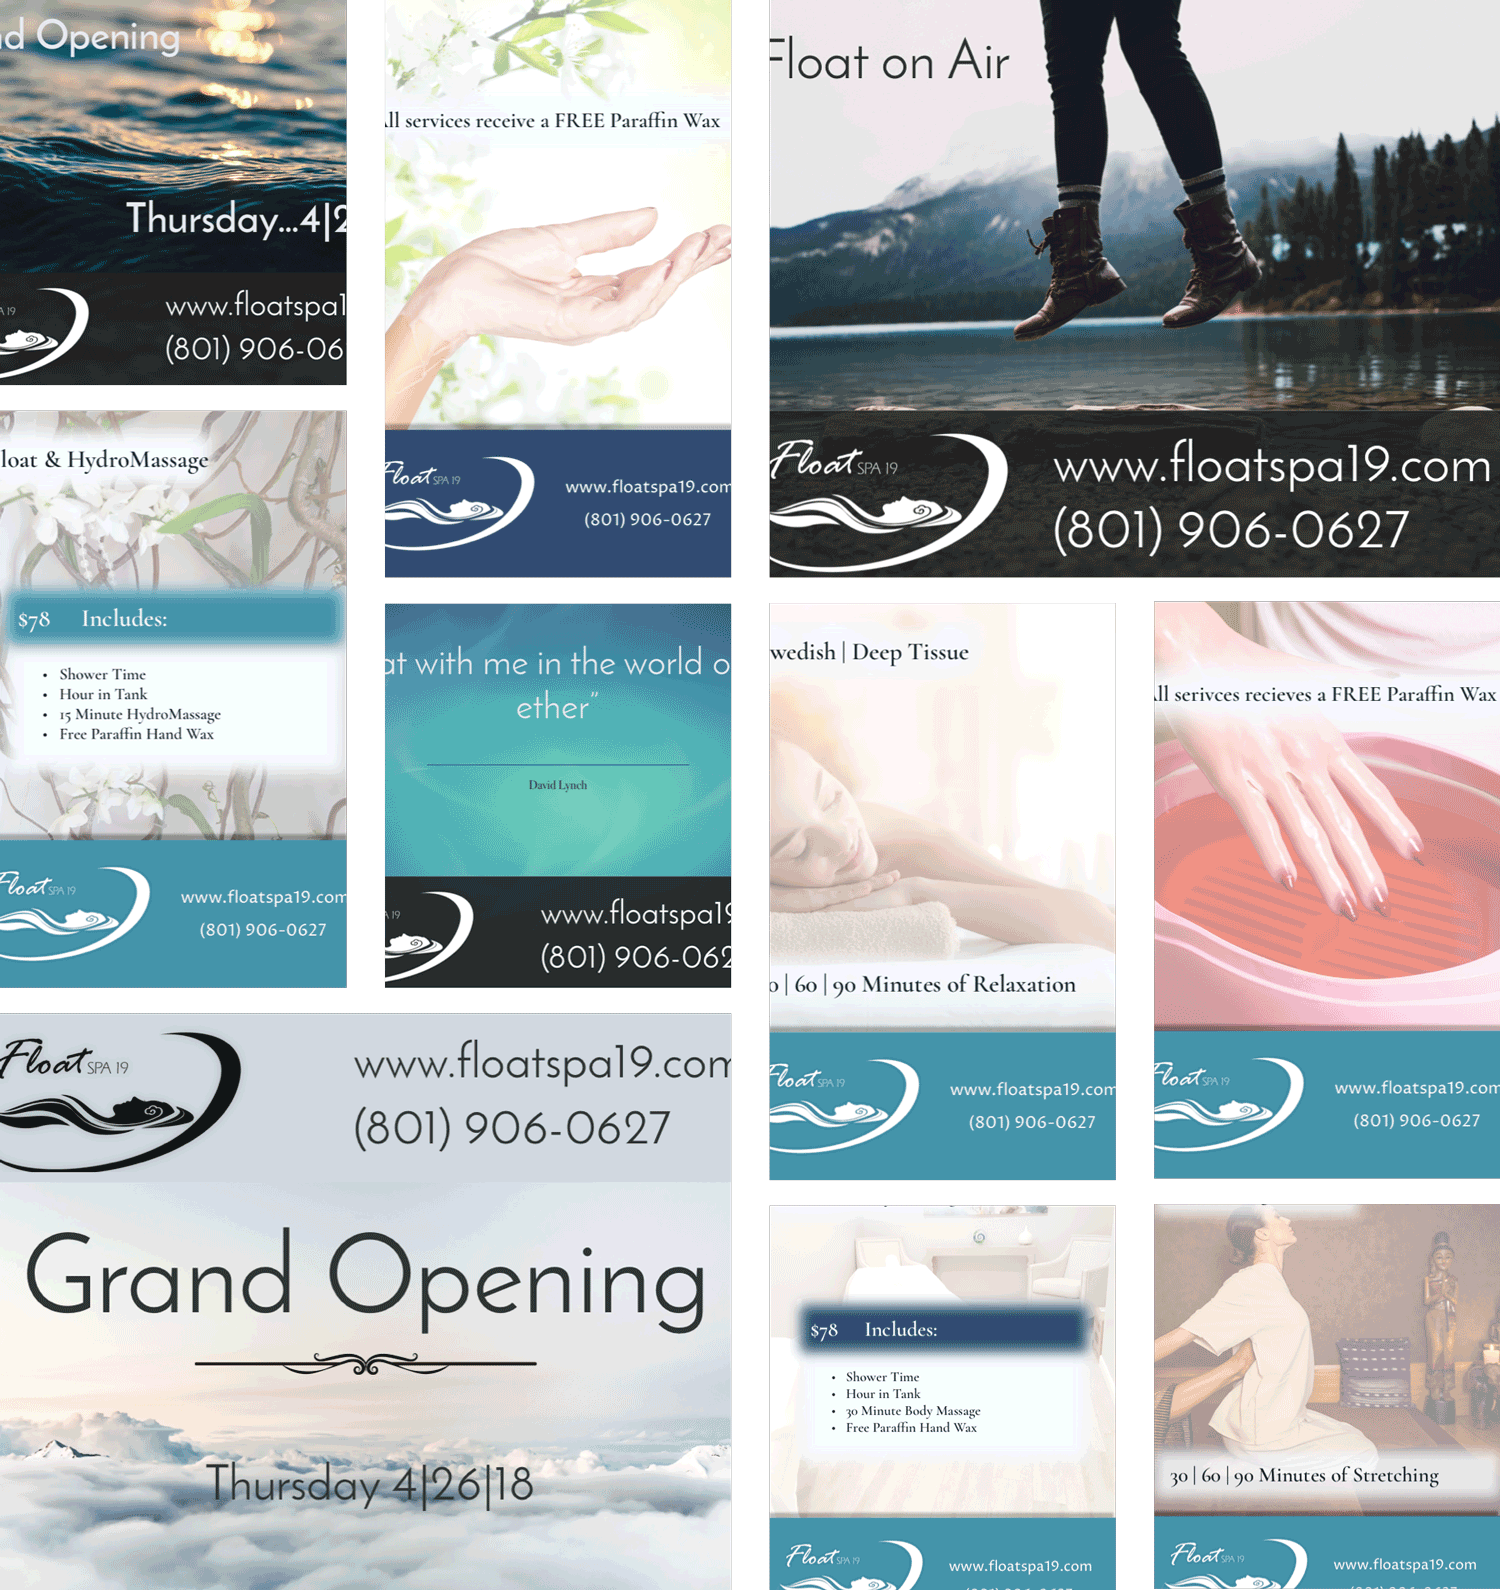 nd Opening
Thursday...4|2
SPA 19
www.floatspa1
(801) 906-06
All services receive a FREE Paraffin Wax
Float SPA 19
www.floatspa19.com
(801) 906-0627
Float on Air
Float SPA 19
www.floatspa19.com
(801) 906-0627
loat & HydroMassage
$78 Includes:
• Shower Time
• Hour in Tank
• 15 Minute HydroMassage
• Free Paraffin Hand Wax
Float SPA 19
www.floatspa19.com
(801) 906-0627
at with me in the world o
ether”
David Lynch
A 19
www.floatspa19
(801) 906-062
wedish | Deep Tissue
0 | 60 | 90 Minutes of Relaxation
Float SPA 19
www.floatspa19.com
(801) 906-0627
All serivces recieves a FREE Paraffin Wax
Float SPA 19
www.floatspa19.com
(801) 906-0627
Float SPA 19
www.floatspa19.com
(801) 906-0627
Grand Opening
Thursday 4|26|18
$78 Includes:
• Shower Time
• Hour in Tank
• 30 Minute Body Massage
• Free Paraffin Hand Wax
Float SPA 19
www.floatspa19.com
30 | 60 | 90 Minutes of Stretching
Float SPA 19
www.floatspa19.com